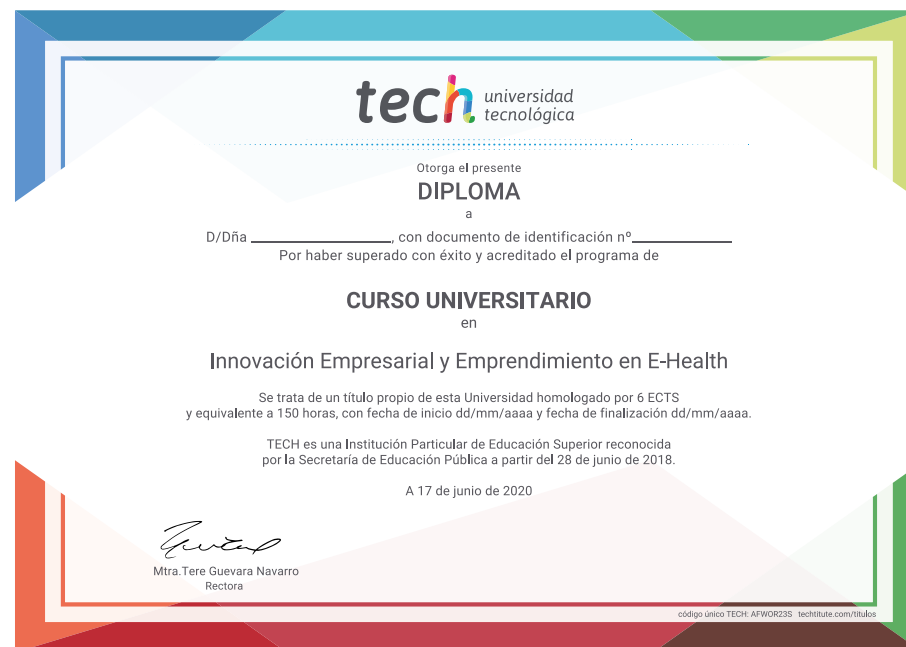 tech universidad
tecnológica
Otorga el presente
DIPLOMA
a
D/Dña ____________________, con documento de identificación nº______________
Por haber superado con éxito y acreditado el programa de
CURSO UNIVERSITARIO
en
Innovación Empresarial y Emprendimiento en E-Health
Se trata de un título propio de esta Universidad homologado por 6 ECTS
y equivalente a 150 horas, con fecha de inicio dd/mm/aaaa y fecha de finalización dd/mm/aaaa.
TECH es una Institución Particular de Educación Superior reconocida
por la Secretaría de Educación Pública a partir del 28 de junio de 2018.
A 17 de junio de 2020
Mtra.Tere Guevara Navarro
Rectora
código único TECH: AFWOR23S techtitute.com/titulos